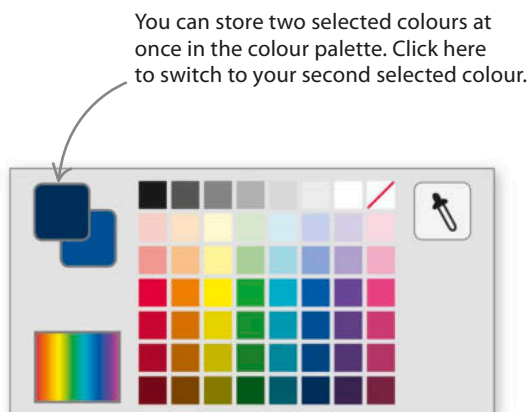 You can store two selected colours at
once in the colour palette. Click here
to switch to your second selected colour.